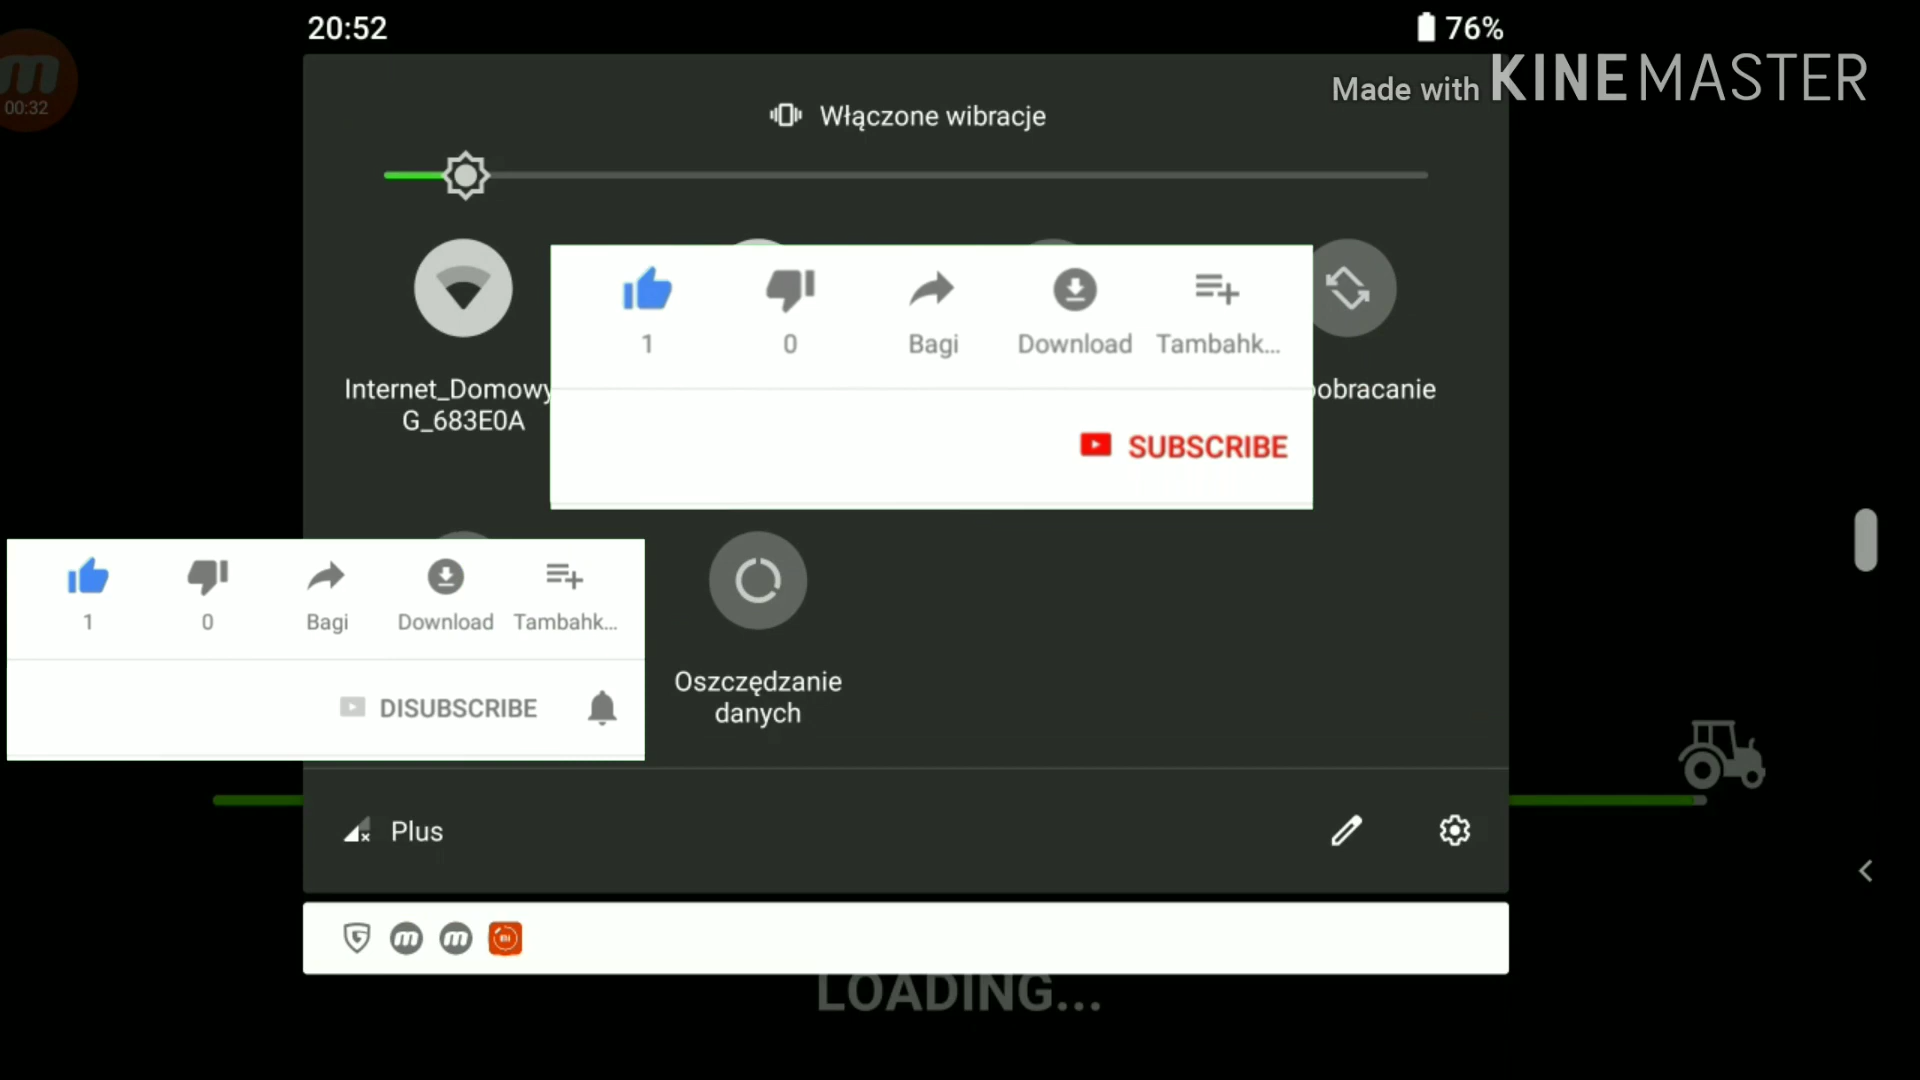 20:52
76%
Made with KINEMASTER
00:32
Włączone wibracje
1
0
Bagi
Download
Tambahk...
Internet_Domowy
G_683E0A
obracanie
SUBSCRIBE
1
0
Bagi
Download
Tambahk...
DISUBSCRIBE
Oszczędzanie
danych
Plus
LOADING...